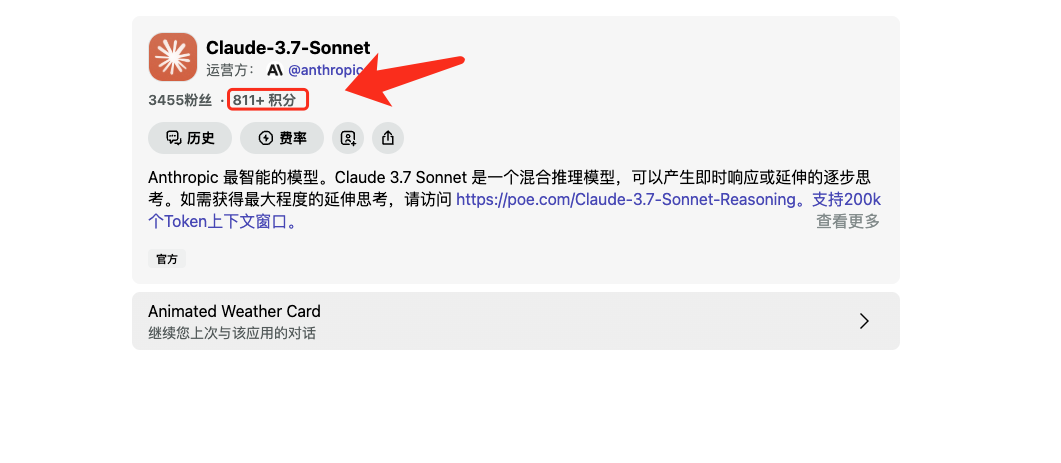 Claude-3.7-Sonnet
运营方： AI @anthropic
3455粉丝 · 811+ 积分
历史 费率
Anthropic 最智能的模型。Claude 3.7 Sonnet 是一个混合推理模型，可以产生即时响应或延伸的逐步思
考。如需获得最大程度的延伸思考，请访问 https://poe.com/Claude-3.7-Sonnet-Reasoning。支持200k
个Token上下文窗口。 查看更多
官方
Animated Weather Card
继续您上次与该应用的对话